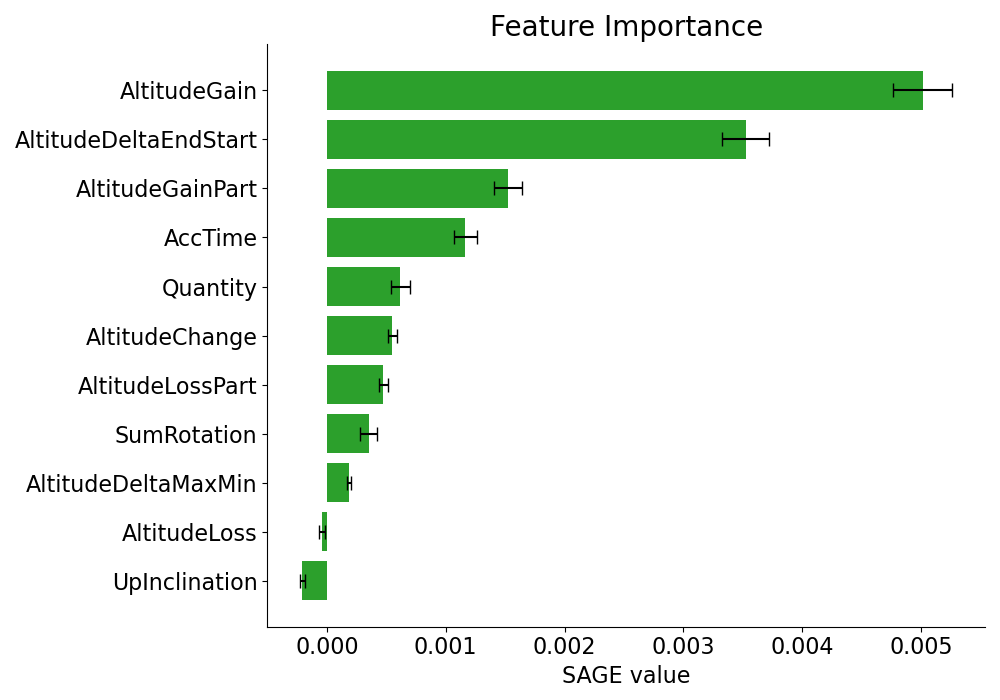 Feature Importance
AltitudeGain
AltitudeDeltaEndStart
AltitudeGainPart
AccTime
Quantity
AltitudeChange
AltitudeLossPart
SumRotation
AltitudeDeltaMaxMin
AltitudeLoss
UpInclination
0.000 0.001 0.002 0.003 0.004 0.005
SAGE value